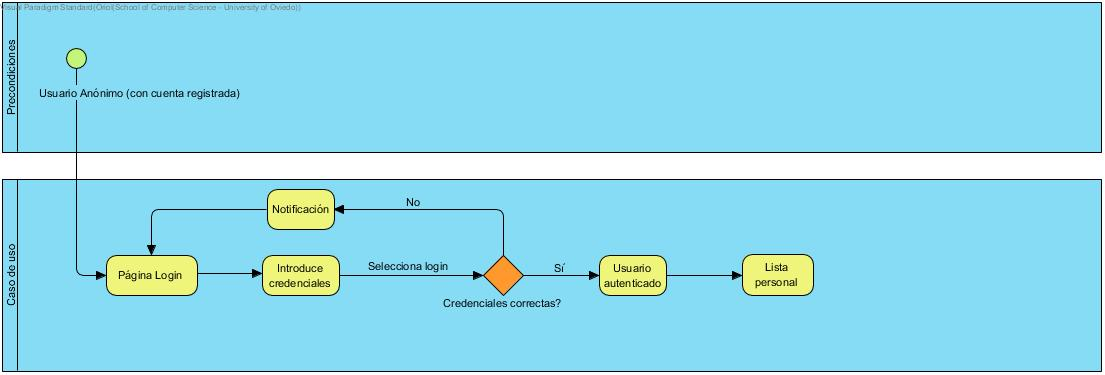 Visual Paradigm Standard(Oriol(School of Computer Science - University of Oviedo))
Precondiciones
Usuario Anónimo (con cuenta registrada)
Caso de uso
Notificación
No
Página Login
Introduce
credenciales
Selecciona login
Credenciales correctas?
Sí
Usuario
autenticado
Lista
personal